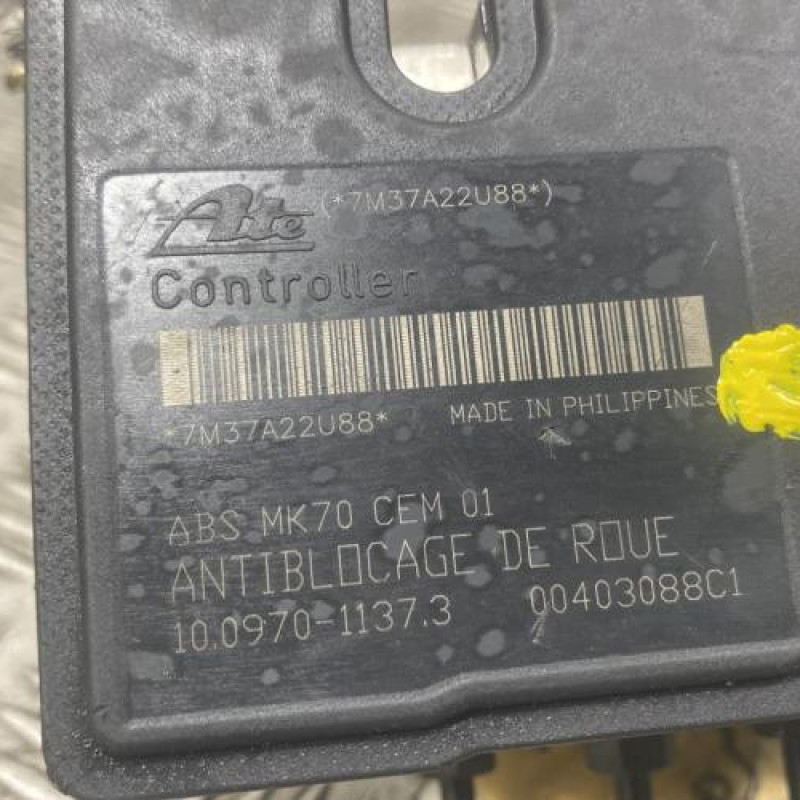 Ate (*7M37A22U88*)
Controller
*7M37A22U88* MADE IN PHILIPPINES
ABS MK70 CEM 01
ANTIBLOCAGE DE ROUE
10.0970-1137.3 00403088C1